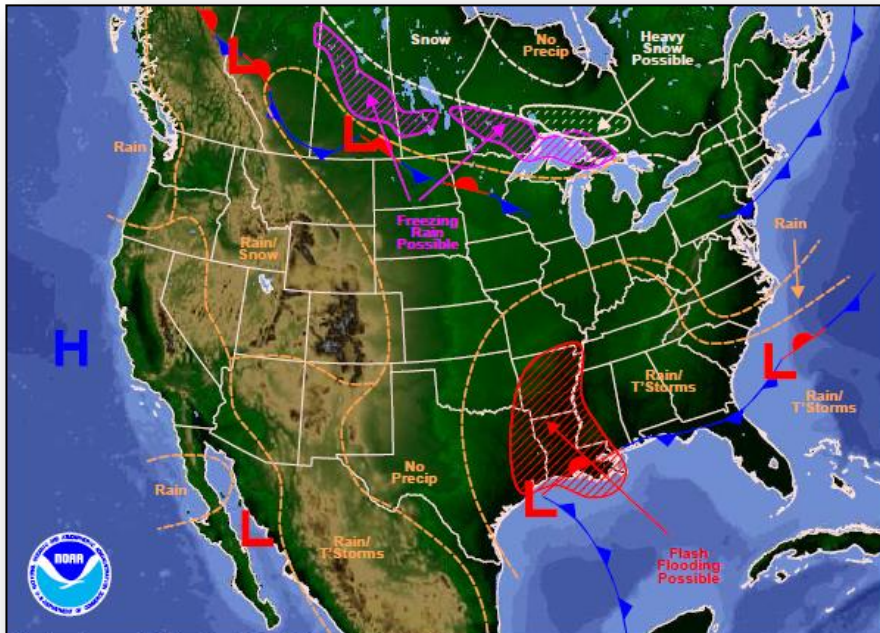 Snow
No
Precip
Heavy
Snow
Possible
L
Rain
L
Freezing
Rain
Possible
Rain/
Snow
Rain
H
L
Rain/
T'Storms
Rain/
T'Storms
No
Precip
Rain
L
L
Rain/
T'Storms
Flash
Flooding
Possible
NOAA